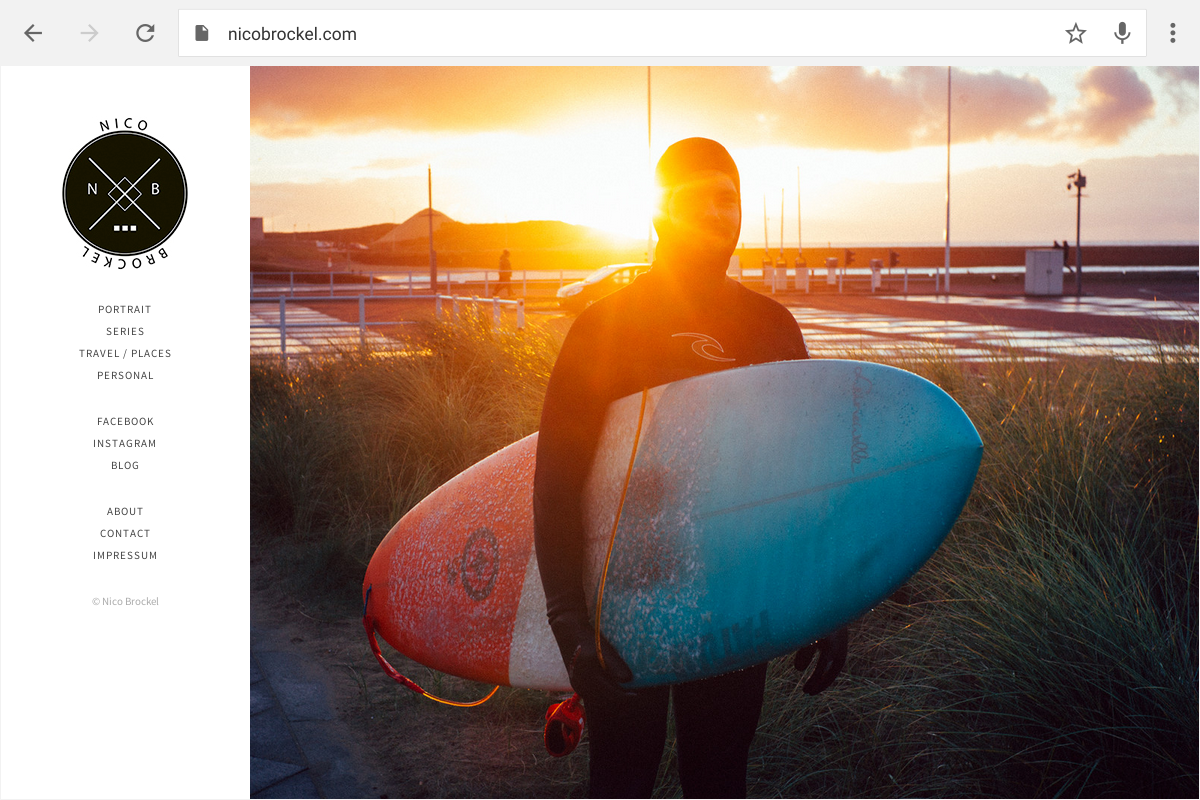 nicobrockel.com
NICO
N B
BROCKEL
PORTRAIT
SERIES
TRAVEL / PLACES
PERSONAL
FACEBOOK
INSTAGRAM
BLOG
ABOUT
CONTACT
IMPRESSUM
© Nico Brockel